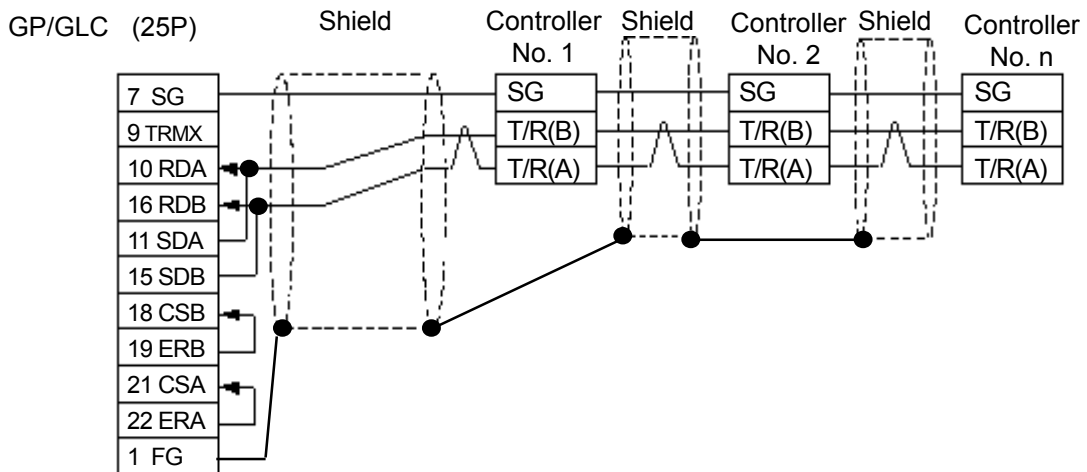 GP/GLC (25P)
Shield
Controller
No. 1
Shield
Controller
No. 2
Shield
Controller
No. n
7 SG
9 TRMX
10 RDA
16 RDB
11 SDA
15 SDB
18 CSB
19 ERB
21 CSA
22 ERA
1 FG
SG
T/R(B)
T/R(A)
SG
T/R(B)
T/R(A)
SG
T/R(B)
T/R(A)